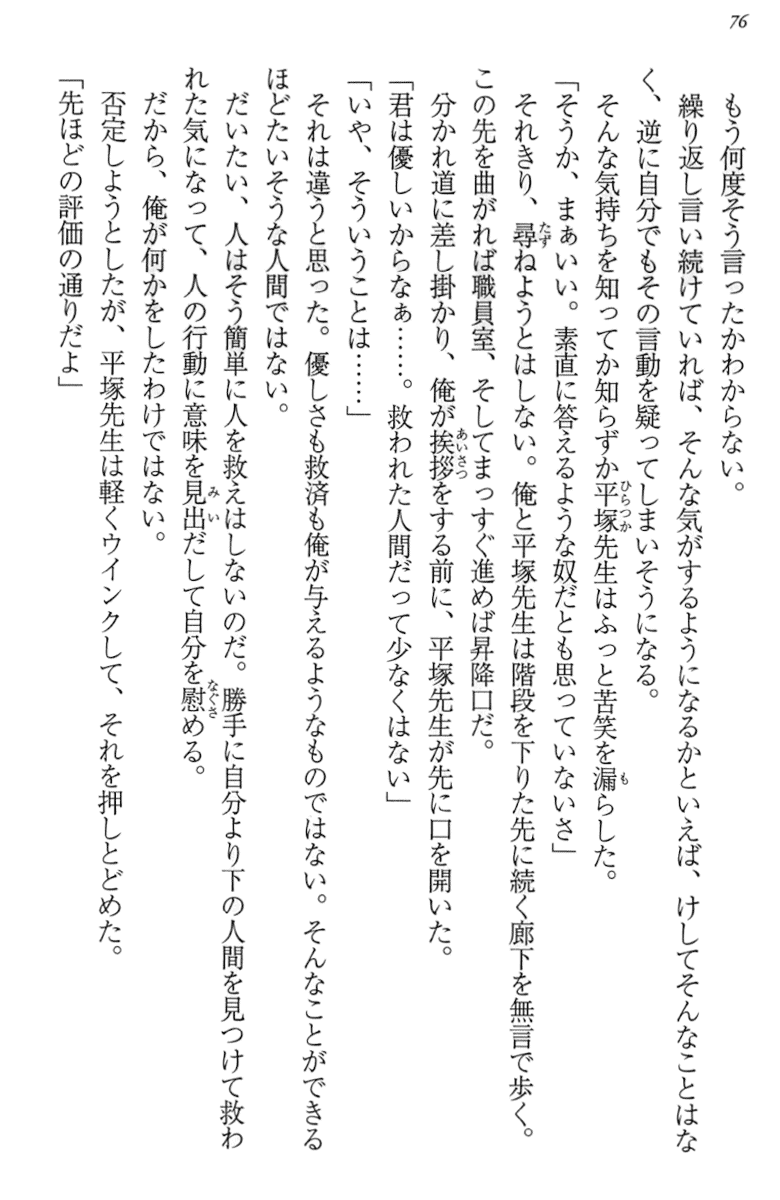 76
もう何度そう言ったかわからない。
繰り返し言い続けていれば、そんな気がするようになるかといえば、けしてそんなことはな
く、逆に自分でもその言動を疑ってしまいそうになる。
そんな気持ちを知ってか知らずか平塚先生はふっと苦笑を漏らした。
「そうか、まぁいい。素直に答えるような奴だとも思っていないさ」
それきり、尋ねようとはしない。俺と平塚先生は階段を下りた先に続く廊下を無言で歩く。
この先を曲がれば職員室、そしてまっすぐ進めば昇降口だ。
分かれ道に差し掛かり、俺が挨拶をする前に、平塚先生が先に口を開いた。
「君は優しいからなぁ……。救われた人間だって少なくはない」
「いや、そういうことは……」
それは違うと思った。優しさも救済も俺が与えるようなものではない。そんなことができる
ほどたいそうな人間ではない。
だいたい、人はそう簡単に人を救えはしないのだ。勝手に自分より下の人間を見つけて救わ
れた気になって、人の行動に意味を見出だして自分を慰める。
だから、俺が何かをしたわけではない。
否定しようとしたが、平塚先生は軽くウインクして、それを押しとどめた。
「先ほどの評価の通りだよ」